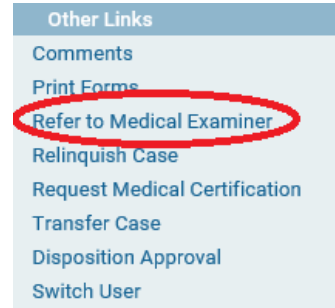 Other Links
Comments
Print Forms
Refer to Medical Examiner
Relinquish Case
Request Medical Certification
Transfer Case
Disposition Approval
Switch User